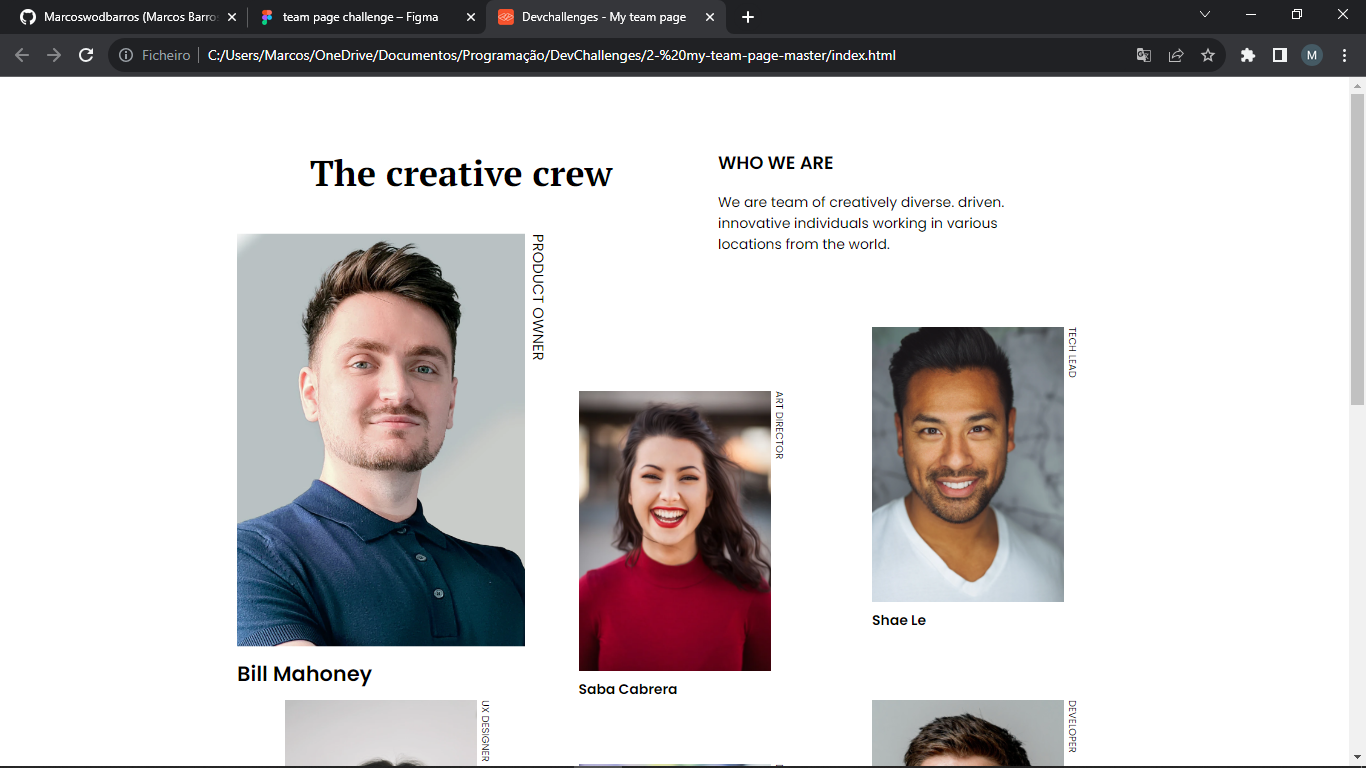 Marcoswodbarros (Marcos Barro
team page challenge – Figma
Devchallenges - My team page
Ficheiro
C:/Users/Marcos/OneDrive/Documentos/Programação/DevChallenges/2-%20my-team-page-master/index.html
M
The creative crew
WHO WE ARE
We are team of creatively diverse. driven.
innovative individuals working in various
locations from the world.
PRODUCT OWNER
Bill Mahoney
ART DIRECTOR
Saba Cabrera
TECH LEAD
Shae Le
UX DESIGNER
DEVELOPER